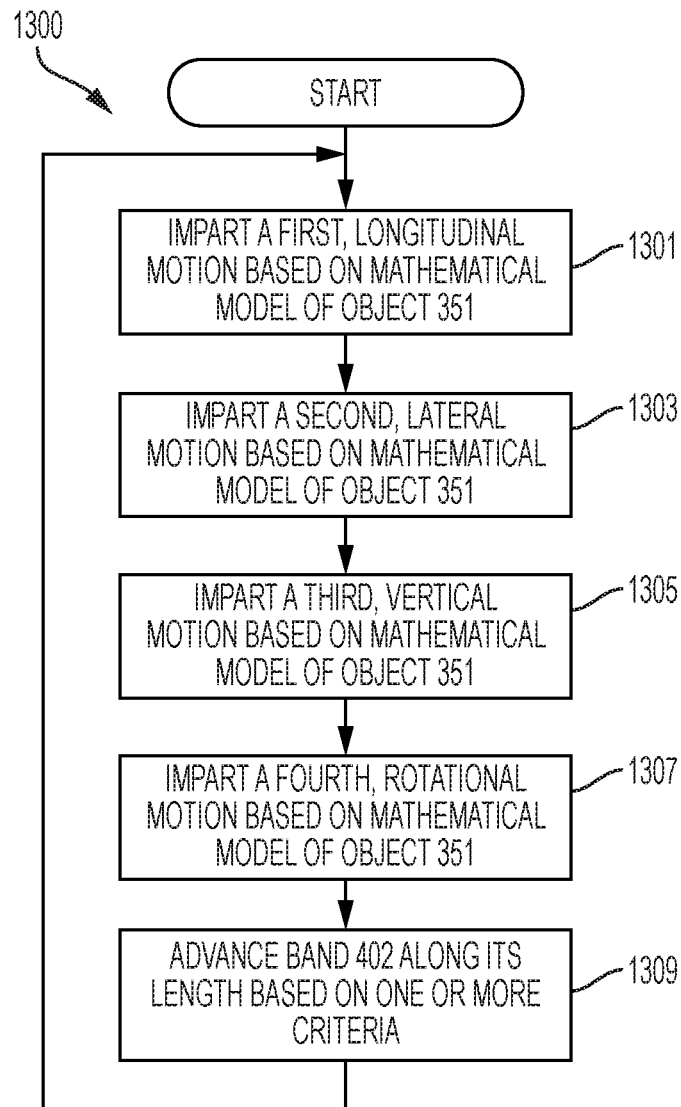 1300
START
IMPART A FIRST, LONGITUDINAL
MOTION BASED ON MATHEMATICAL
MODEL OF OBJECT 351
1301
IMPART A SECOND, LATERAL
MOTION BASED ON MATHEMATICAL
MODEL OF OBJECT 351
1303
IMPART A THIRD, VERTICAL
MOTION BASED ON MATHEMATICAL
MODEL OF OBJECT 351
1305
IMPART A FOURTH, ROTATIONAL
MOTION BASED ON MATHEMATICAL
MODEL OF OBJECT 351
1307
ADVANCE BAND 402 ALONG ITS
LENGTH BASED ON ONE OR MORE
CRITERIA
1309